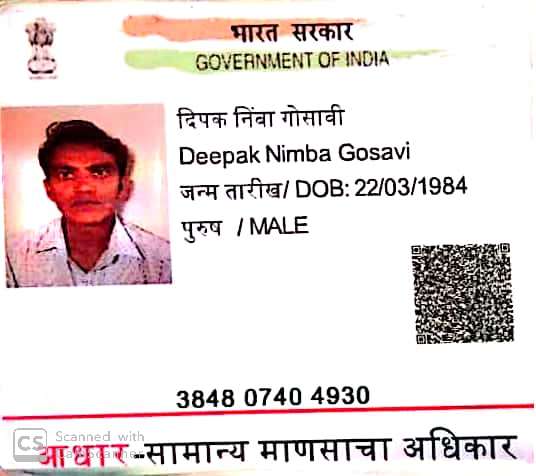 भारत सरकार
GOVERNMENT OF INDIA
दिपक निंबा गोसावी
Deepak Nimba Gosavi
जन्म तारीख/ DOB: 22/03/1984
पुरुष / MALE
3848 0740 4930
CS Scanned with
CamScanner
आधार -सामान्य माणसाचा अधिकार